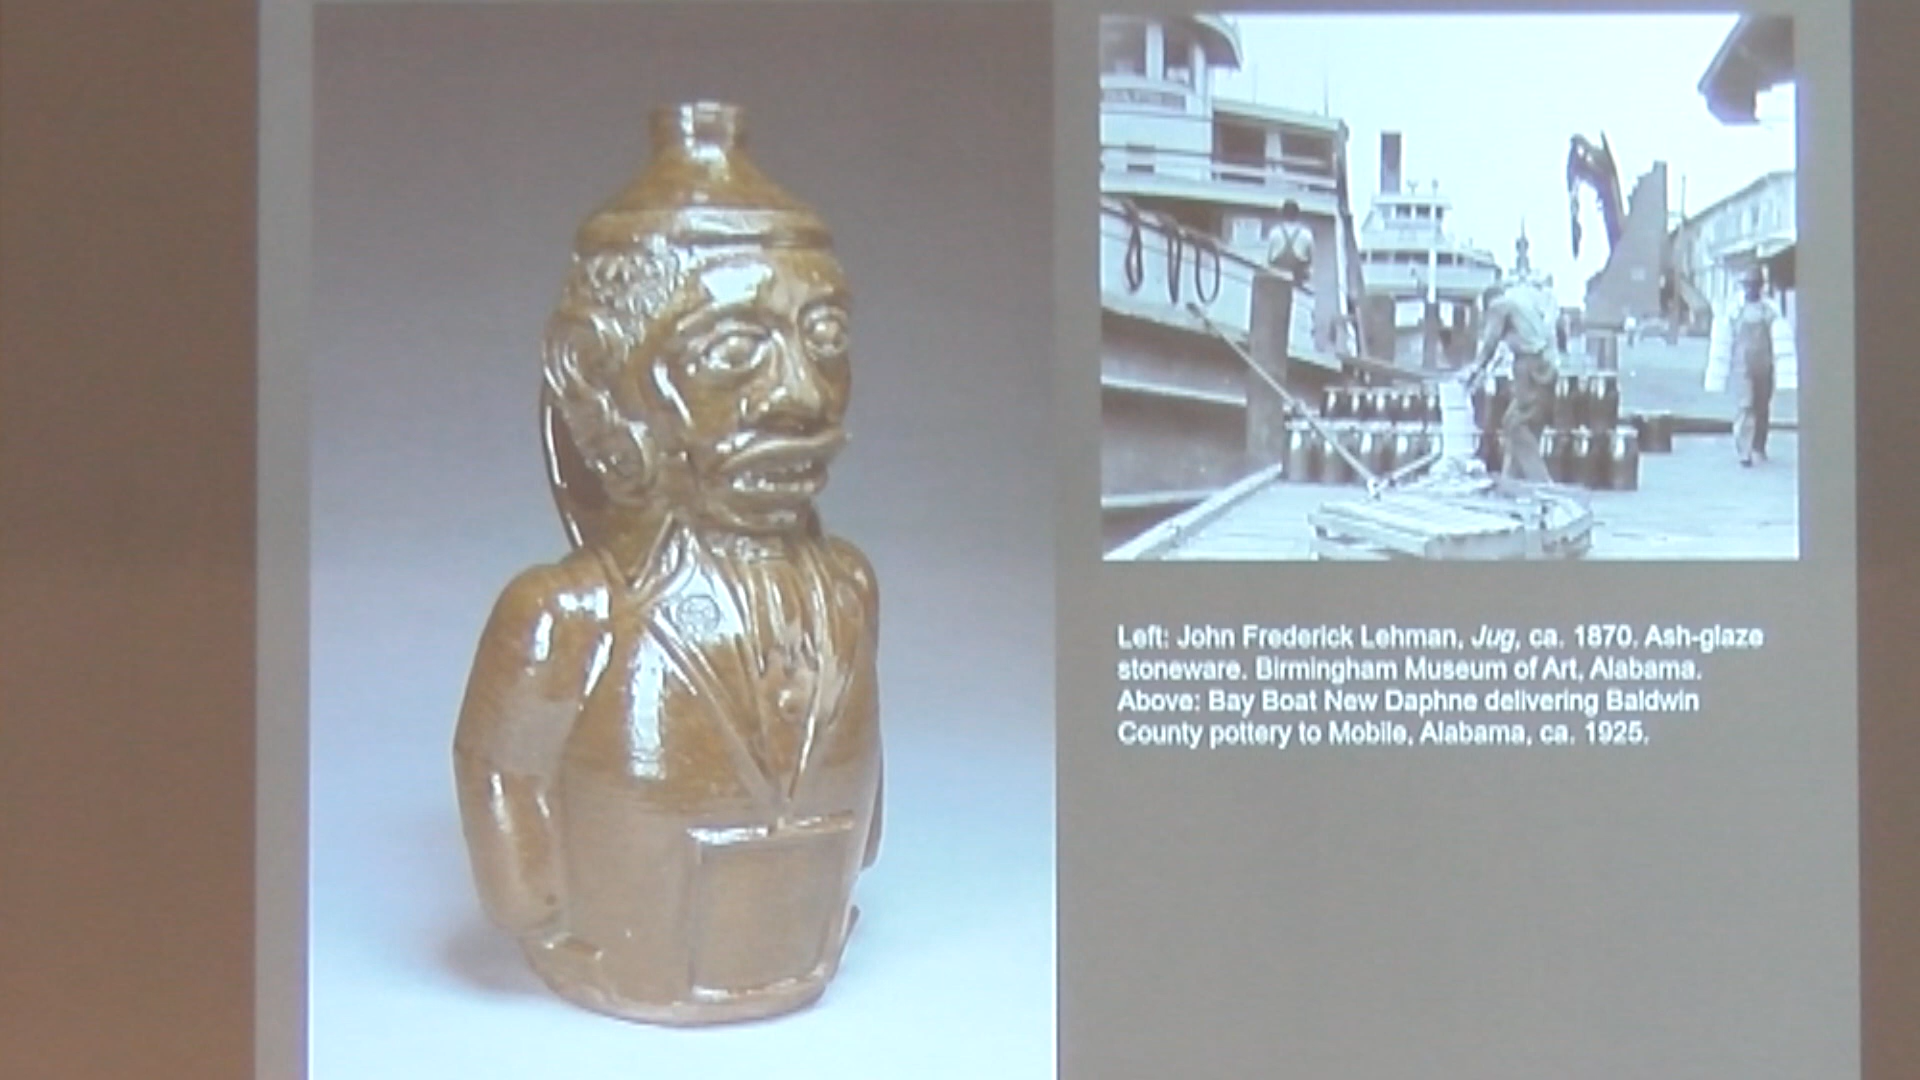 Left: John Frederick Lehman, Jug, ca. 1870. Ash-glaze
stoneware. Birmingham Museum of Art, Alabama.
Above: Bay Boat New Daphne delivering Baldwin
County pottery to Mobile, Alabama, ca. 1925.